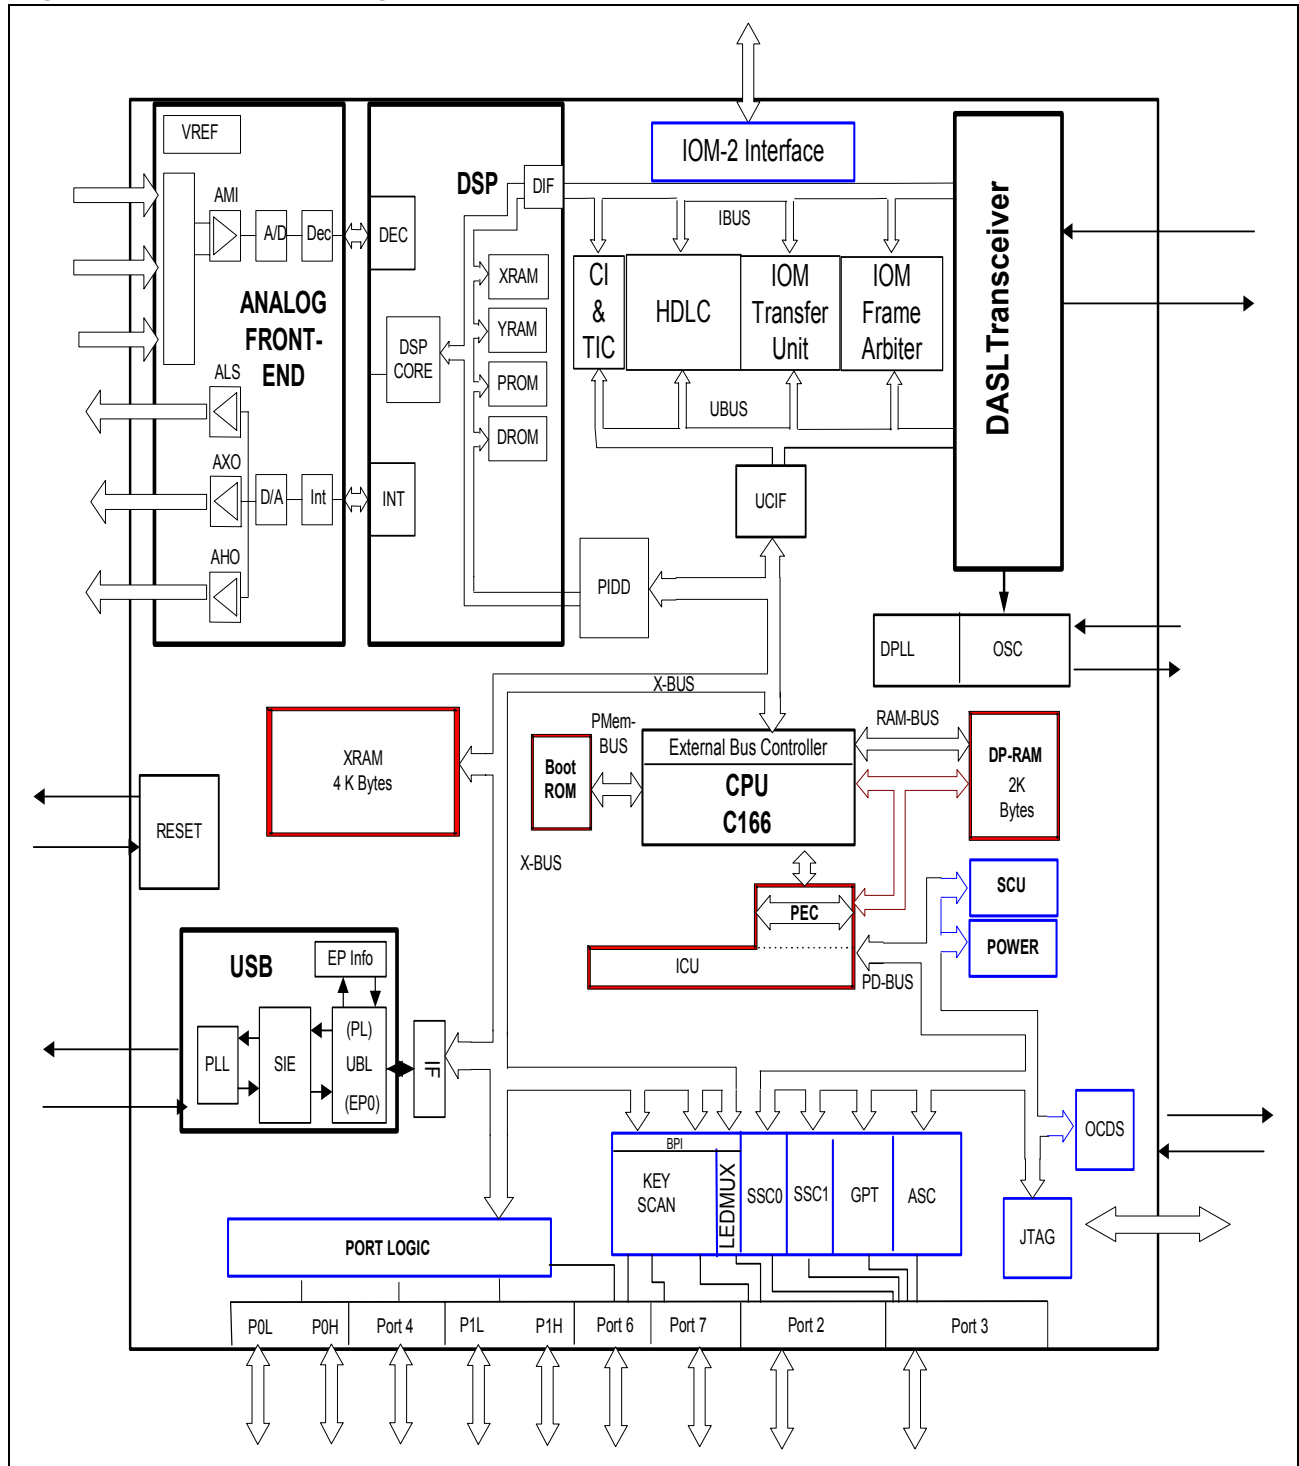 IOM-2 Interface
VREF
AMI
A/D
Dec
ANALOG
FRONT-
END
ALS
AXO
D/A
Int
AHO
DSP
DIF
DEC
XRAM
YRAM
DSP
CORE
PROM
DROM
INT
IBUS
CI
&
TIC
HDLC
IOM
Transfer
Unit
IOM
Frame
Arbiter
UBUS
DASLTransceiver
UCIF
PIDD
DPLL
OSC
X-BUS
XRAM
4 K Bytes
PMem-
BUS
Boot
ROM
External Bus Controller
CPU
C166
RAM-BUS
DP-RAM
2K
Bytes
RESET
X-BUS
PEC
ICU
PD-BUS
SCU
POWER
USB
EP Info
PLL
SIE
(PL)
UBL
(EP0)
IF
BPI
KEY
SCAN
LEDMUX
SSC0
SSC1
GPT
ASC
OCDS
JTAG
PORT LOGIC
P0L
P0H
Port 4
P1L
P1H
Port 6
Port 7
Port 2
Port 3